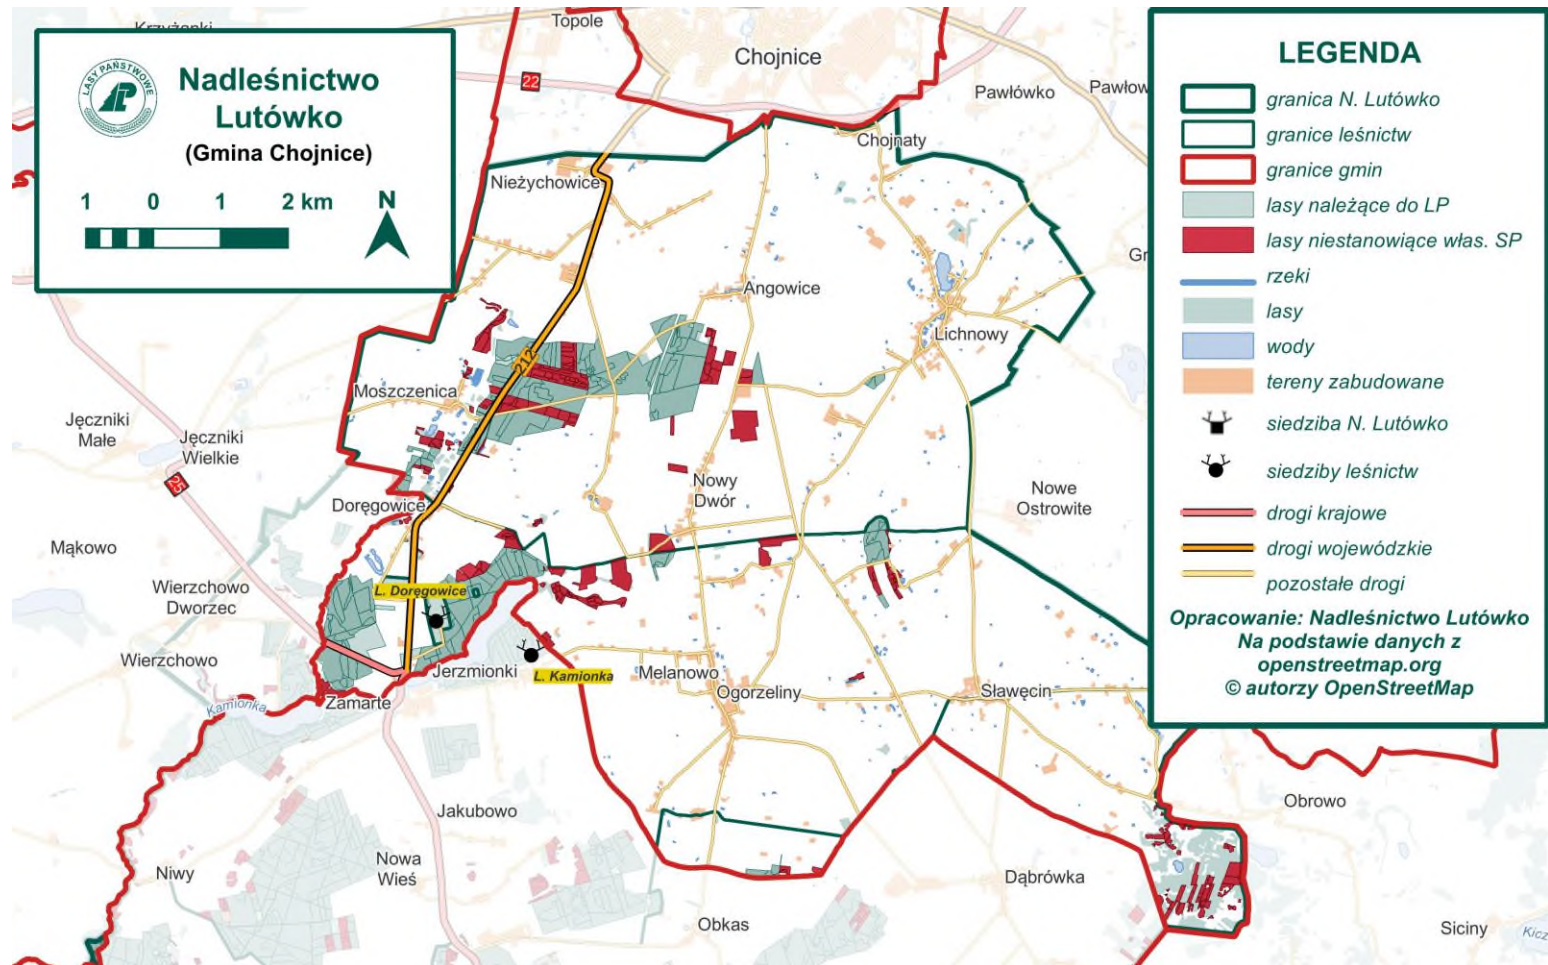 Topole
Chojnice
22
Pawłówko
Chojnaty
LASY PAŃSTWOWE
Nadleśnictwo
Lutówko
(Gmina Chojnice)
1 0 1 2 km
N
LEGENDA
granica N. Lutówko
granice leśnictw
granice gmin
lasy należące do LP
lasy niestanowiące włas. SP
rzeki
lasy
wody
tereny zabudowane
siedziba N. Lutówko
siedziby leśnictw
drogi krajowe
drogi wojewódzkie
pozostałe drogi
Opracowanie: Nadleśnictwo Lutówko
Na podstawie danych z
openstreetmap.org
© autorzy OpenStreetMap
Nieżychowice
Angowice
Lichnowy
212
Moszczenica
Jęczniki
Małe
Jęczniki
Wielkie
25
Doręgowice
Nowy
Dwór
Nowe
Ostrowite
Mąkowo
Wierzchowo
Dworzec
L. Doręgowice
Wierzchowo
Jerzmionki
L. Kamionka
Melanowo
Ogorzeliny
Sławęcin
Kamionka
Zamarte
Jakubowo
Obrowo
Nowa
Wieś
Niwy
Dąbrówka
Obkas
Siciny